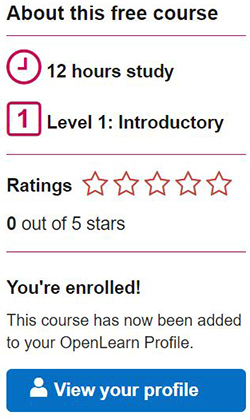 About this free course
12 hours study
1 Level 1: Introductory
Ratings
0 out of 5 stars
You're enrolled!
This course has now been added
to your OpenLearn Profile.
View your profile